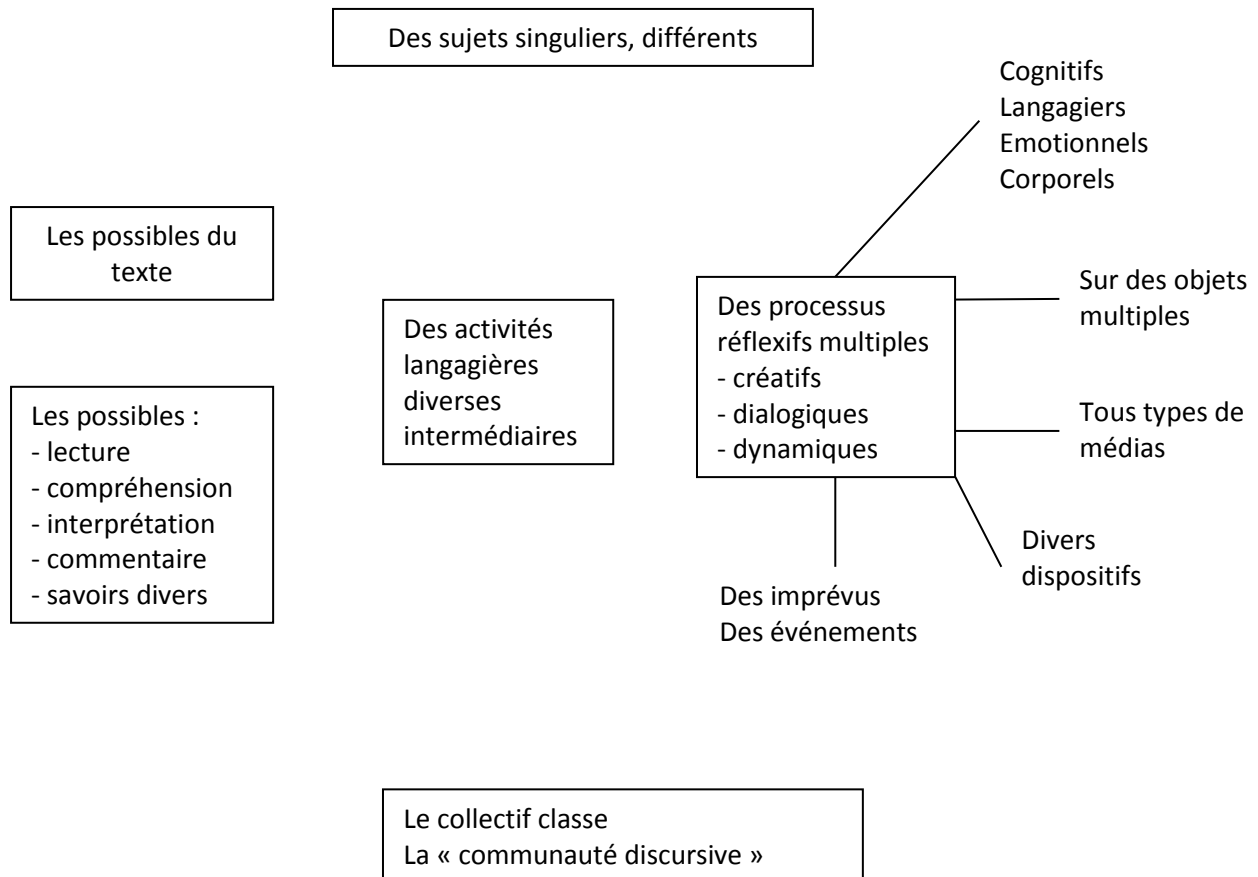 Des sujets singuliers, différents
Cognitifs
Langagiers
Emotionnels
Corporels
Les possibles du
texte
Les possibles :
- lecture
- compréhension
- interprétation
- commentaire
- savoirs divers
Des activités
langagières
diverses
intermédiaires
Des processus
réflexifs multiples
- créatifs
- dialogiques
- dynamiques
Sur des objets
multiples
Tous types de
médias
Divers
dispositifs
Des imprévus
Des événements
Le collectif classe
La « communauté discursive »